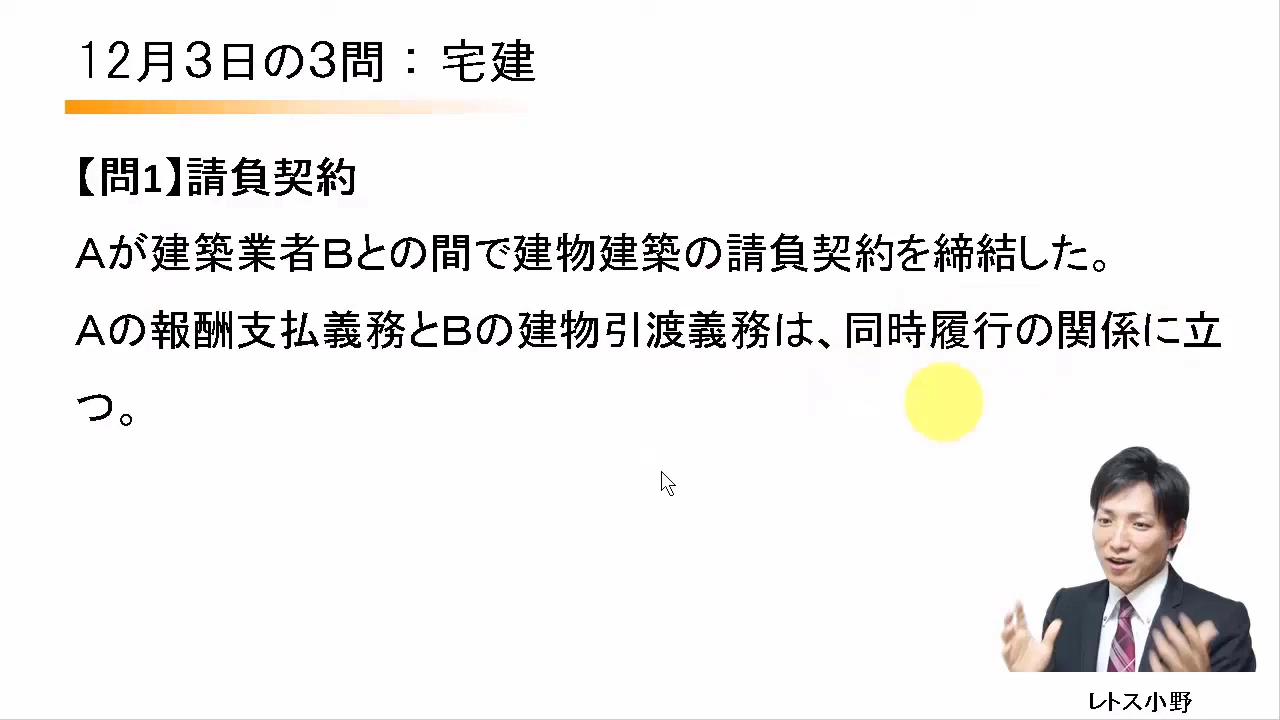 12月3日の3問：宅建
【問1】請負契約
Aが建築業者Bとの間で建物建築の請負契約を締結した。
Aの報酬支払義務とBの建物引渡義務は、同時履行の関係に立
つ。
レトス小野